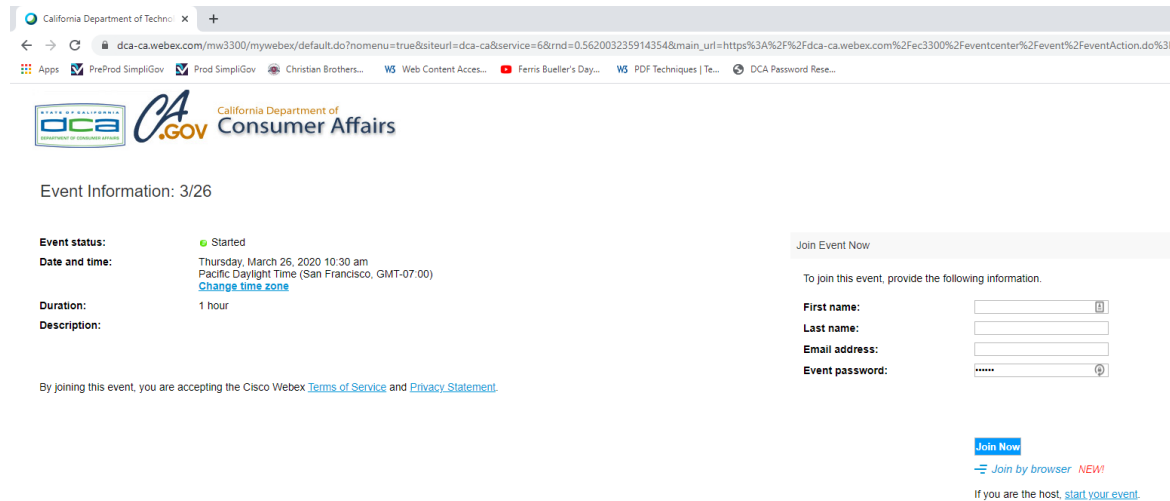 California Department of Techno
dca-ca.webex.com/mw3300/mywebex/default.do?nomenu=true&siteurl=dca-ca&service=6&rnd=0.562003235914354&main_url=https%3A%2F%2Fdca-ca.webex.com%2Fec3300%2Feventcenter%2Fevent%2FeventAction.do%3
Apps PreProd SimpliGov Prod SimpliGov Christian Brothers... W3 Web Content Acces... Ferris Bueller's Day... W3 PDF Techniques | Te... DCA Password Rese...
STATE OF CALIFORNIA
dca
DEPARTMENT OF CONSUMER AFFAIRS
CA.GOV
California Department of
Consumer Affairs
Event Information: 3/26
Event status: Started
Date and time: Thursday, March 26, 2020 10:30 am
Pacific Daylight Time (San Francisco, GMT-07:00)
Change time zone
Duration: 1 hour
Description:
By joining this event, you are accepting the Cisco Webex Terms of Service and Privacy Statement.
Join Event Now
To join this event, provide the following information.
First name:
Last name:
Email address:
Event password: ••••••
Join Now
Join by browser NEW!
If you are the host, start your event.